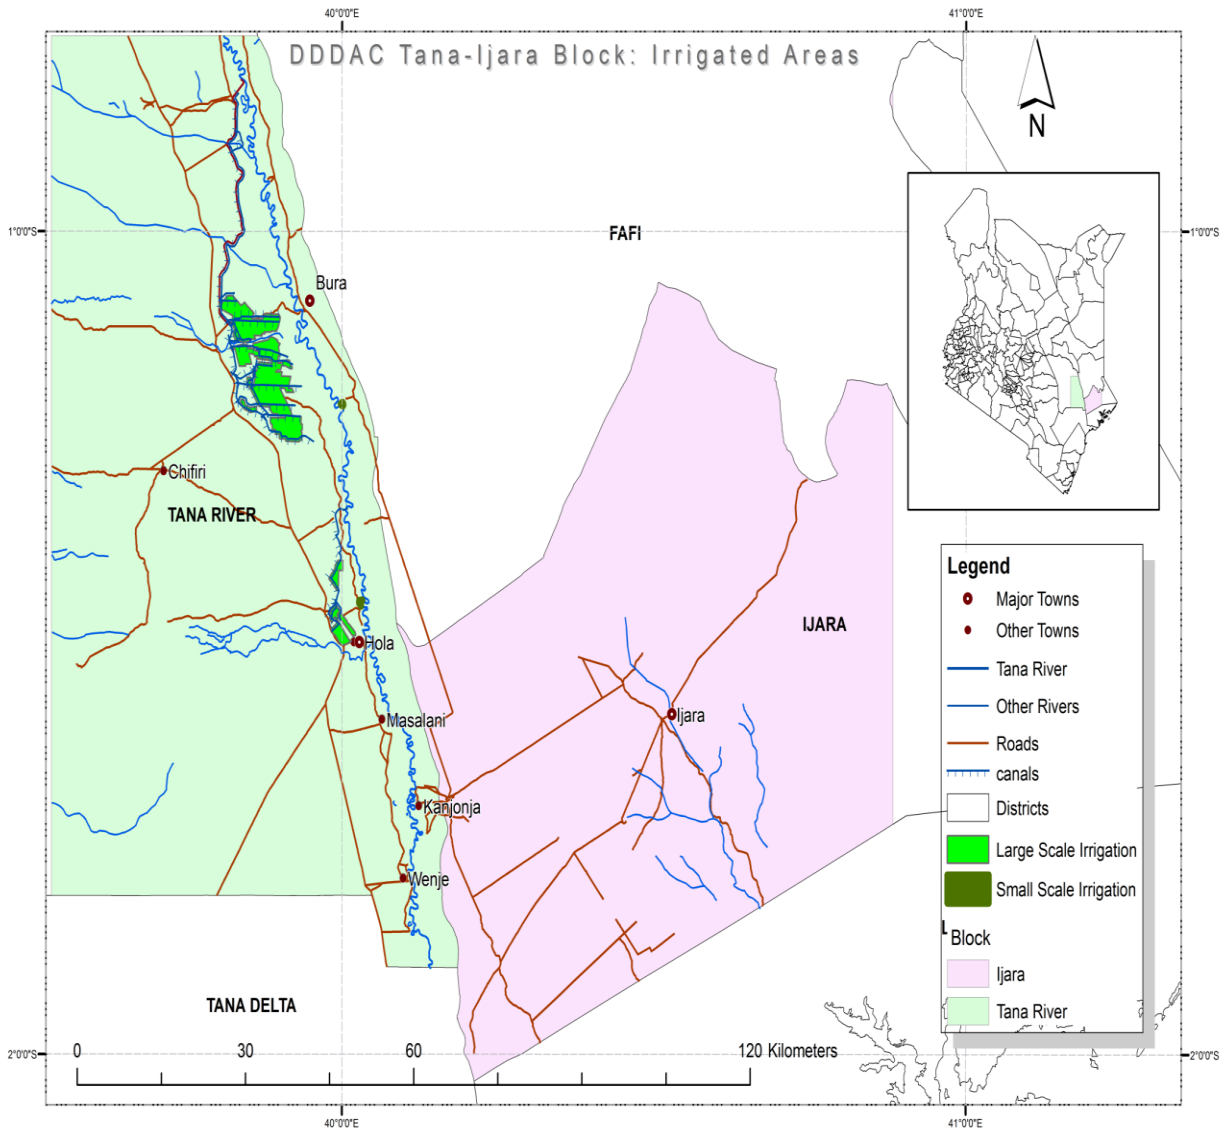 40°0'0"E
41°0'0"E
DDDAC Tana-Ijara Block: Irrigated Areas
N
1°0'0"S
FAFI
1°0'0"S
Bura
Chifiri
TANA RIVER
Legend
Major Towns
Other Towns
Tana River
Other Rivers
Roads
canals
Districts
Large Scale Irrigation
Small Scale Irrigation
L
Block
Ijara
Tana River
IJARA
Hola
Ijara
Masalani
Kanjonja
Wenje
TANA DELTA
0
30
60
120 Kilometers
2°0'0"S
2°0'0"S
40°0'0"E
41°0'0"E